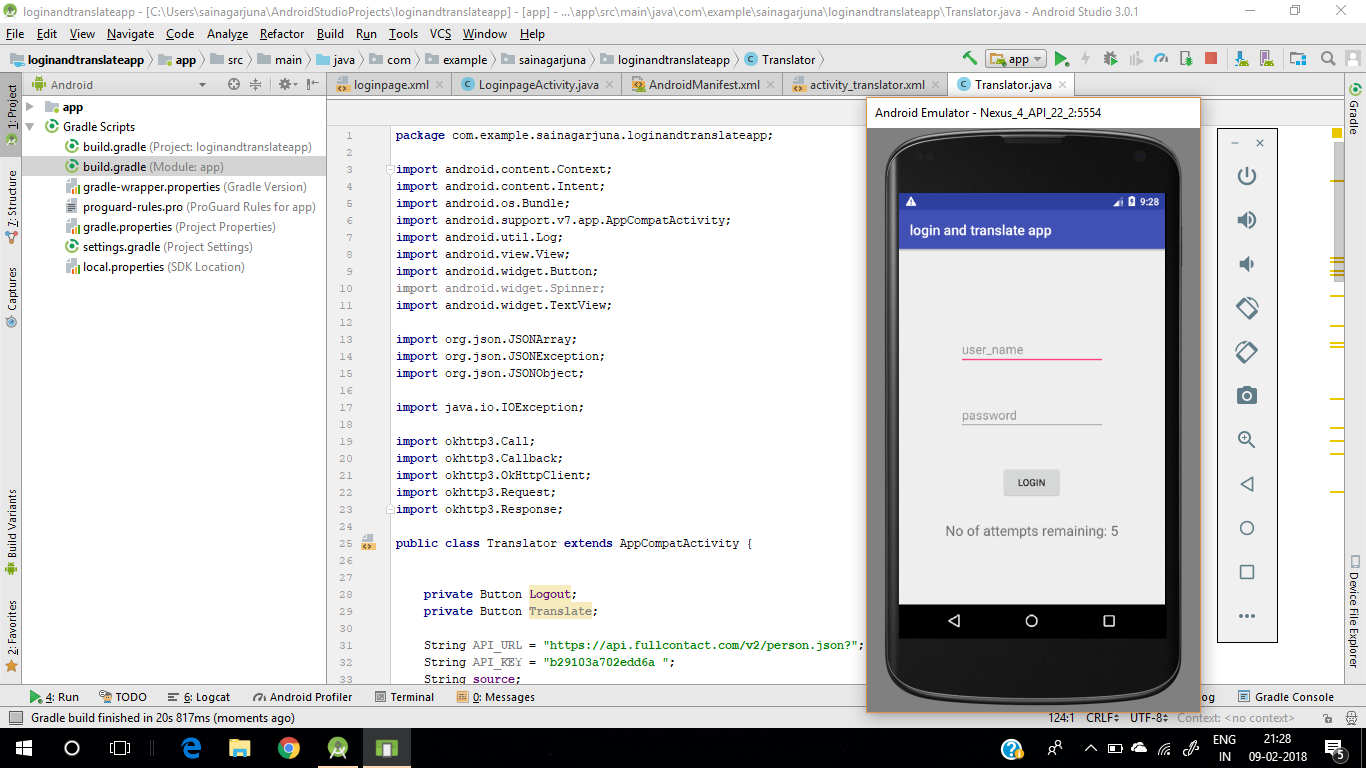 loginandtranslateapp - [C:\Users\sainagarjuna\AndroidStudioProjects\loginandtranslateapp] - [app] - ...\app\src\main\java\com\example\sainagarjuna\loginandtranslateapp\Translator.java - Android Studio 3.0.1
File Edit View Navigate Code Analyze Refactor Build Run Tools VCS Window Help
loginandtranslateapp app src main java com example sainagarjuna loginandtranslateapp Translator
app
Android
loginpage.xml LoginpageActivity.java AndroidManifest.xml activity_translator.xml Translator.java
1: Project
7: Structure
Captures
Build Variants
2: Favorites
app
Gradle Scripts
build.gradle (Project: loginandtranslateapp)
build.gradle (Module: app)
gradle-wrapper.properties (Gradle Version)
proguard-rules.pro (ProGuard Rules for app)
gradle.properties (Project Properties)
settings.gradle (Project Settings)
local.properties (SDK Location)
1 package com.example.sainagarjuna.loginandtranslateapp;
2
3 import android.content.Context;
4 import android.content.Intent;
5 import android.os.Bundle;
6 import android.support.v7.app.AppCompatActivity;
7 import android.util.Log;
8 import android.view.View;
9 import android.widget.Button;
10 import android.widget.Spinner;
11 import android.widget.TextView;
12
13 import org.json.JSONArray;
14 import org.json.JSONException;
15 import org.json.JSONObject;
16
17 import java.io.IOException;
18
19 import okhttp3.Call;
20 import okhttp3.Callback;
21 import okhttp3.OkHttpClient;
22 import okhttp3.Request;
23 import okhttp3.Response;
24
25 public class Translator extends AppCompatActivity {
26
27
28 private Button Logout;
29 private Button Translate;
30
31 String API_URL = "https://api.fullcontact.com/v2/person.json?";
32 String API_KEY = "b29103a702edd6a ";
33 String source;
Android Emulator - Nexus_4_API_22_2:5554
9:28
login and translate app
user_name
password
LOGIN
No of attempts remaining: 5
Gradle
Device File Explorer
4: Run TODO 6: Logcat Android Profiler Terminal 0: Messages og Gradle Console
Gradle build finished in 20s 817ms (moments ago) 124:1 CRLF UTF-8 Context: <no context>
ENG
IN
21:28
09-02-2018
5